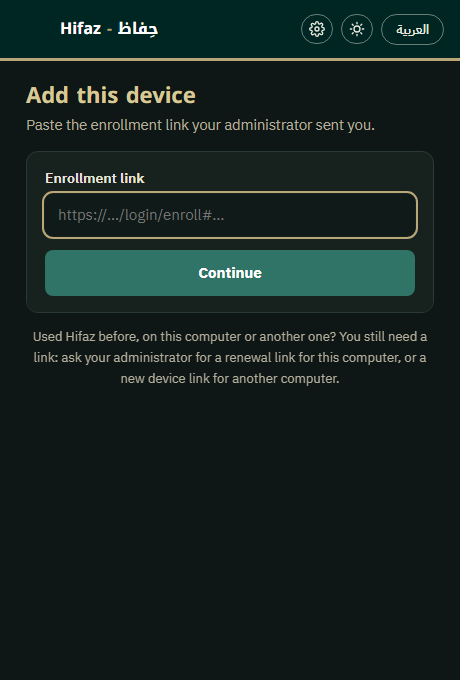 Hifaz - حِفاظ
العربية
Add this device
Paste the enrollment link your administrator sent you.
Enrollment link
https://.../login/enroll#...
Continue
Used Hifaz before, on this computer or another one? You still need a
link: ask your administrator for a renewal link for this computer, or a
new device link for another computer.